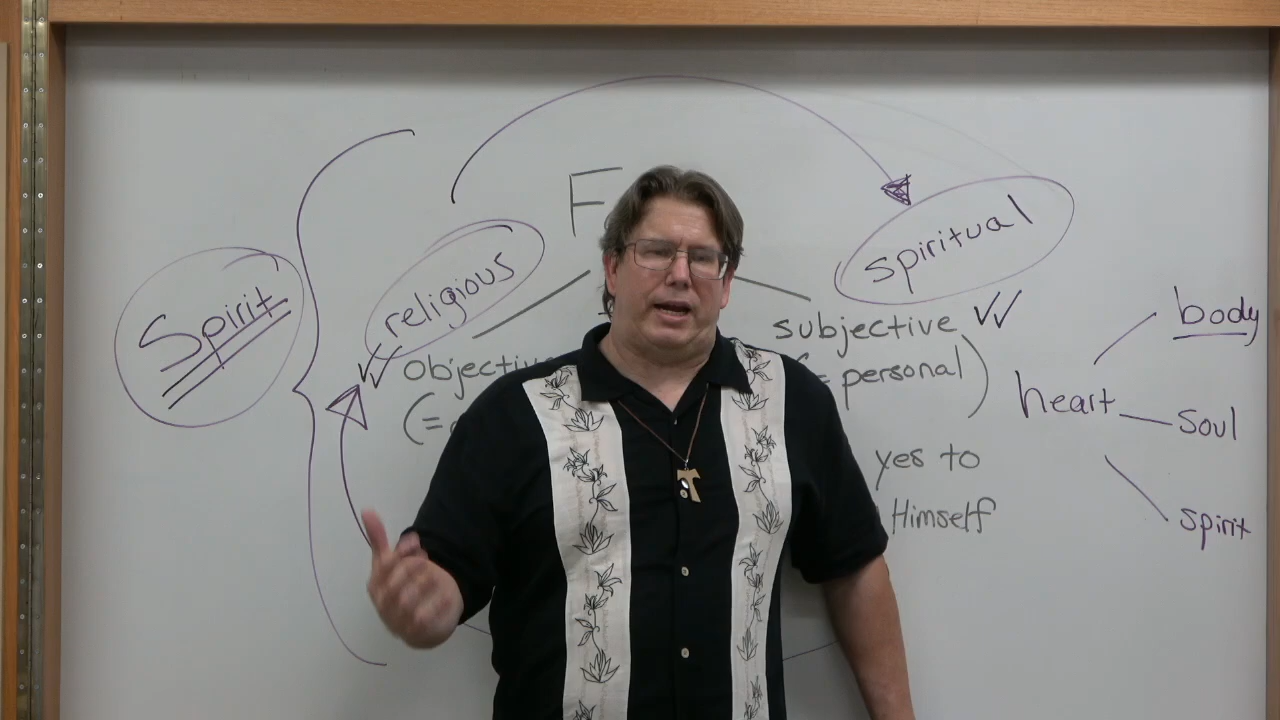 F
religious
spiritual
Spirit
objective
(=
subjective
= personal)
yes to
Himself
body
heart
soul
spirit